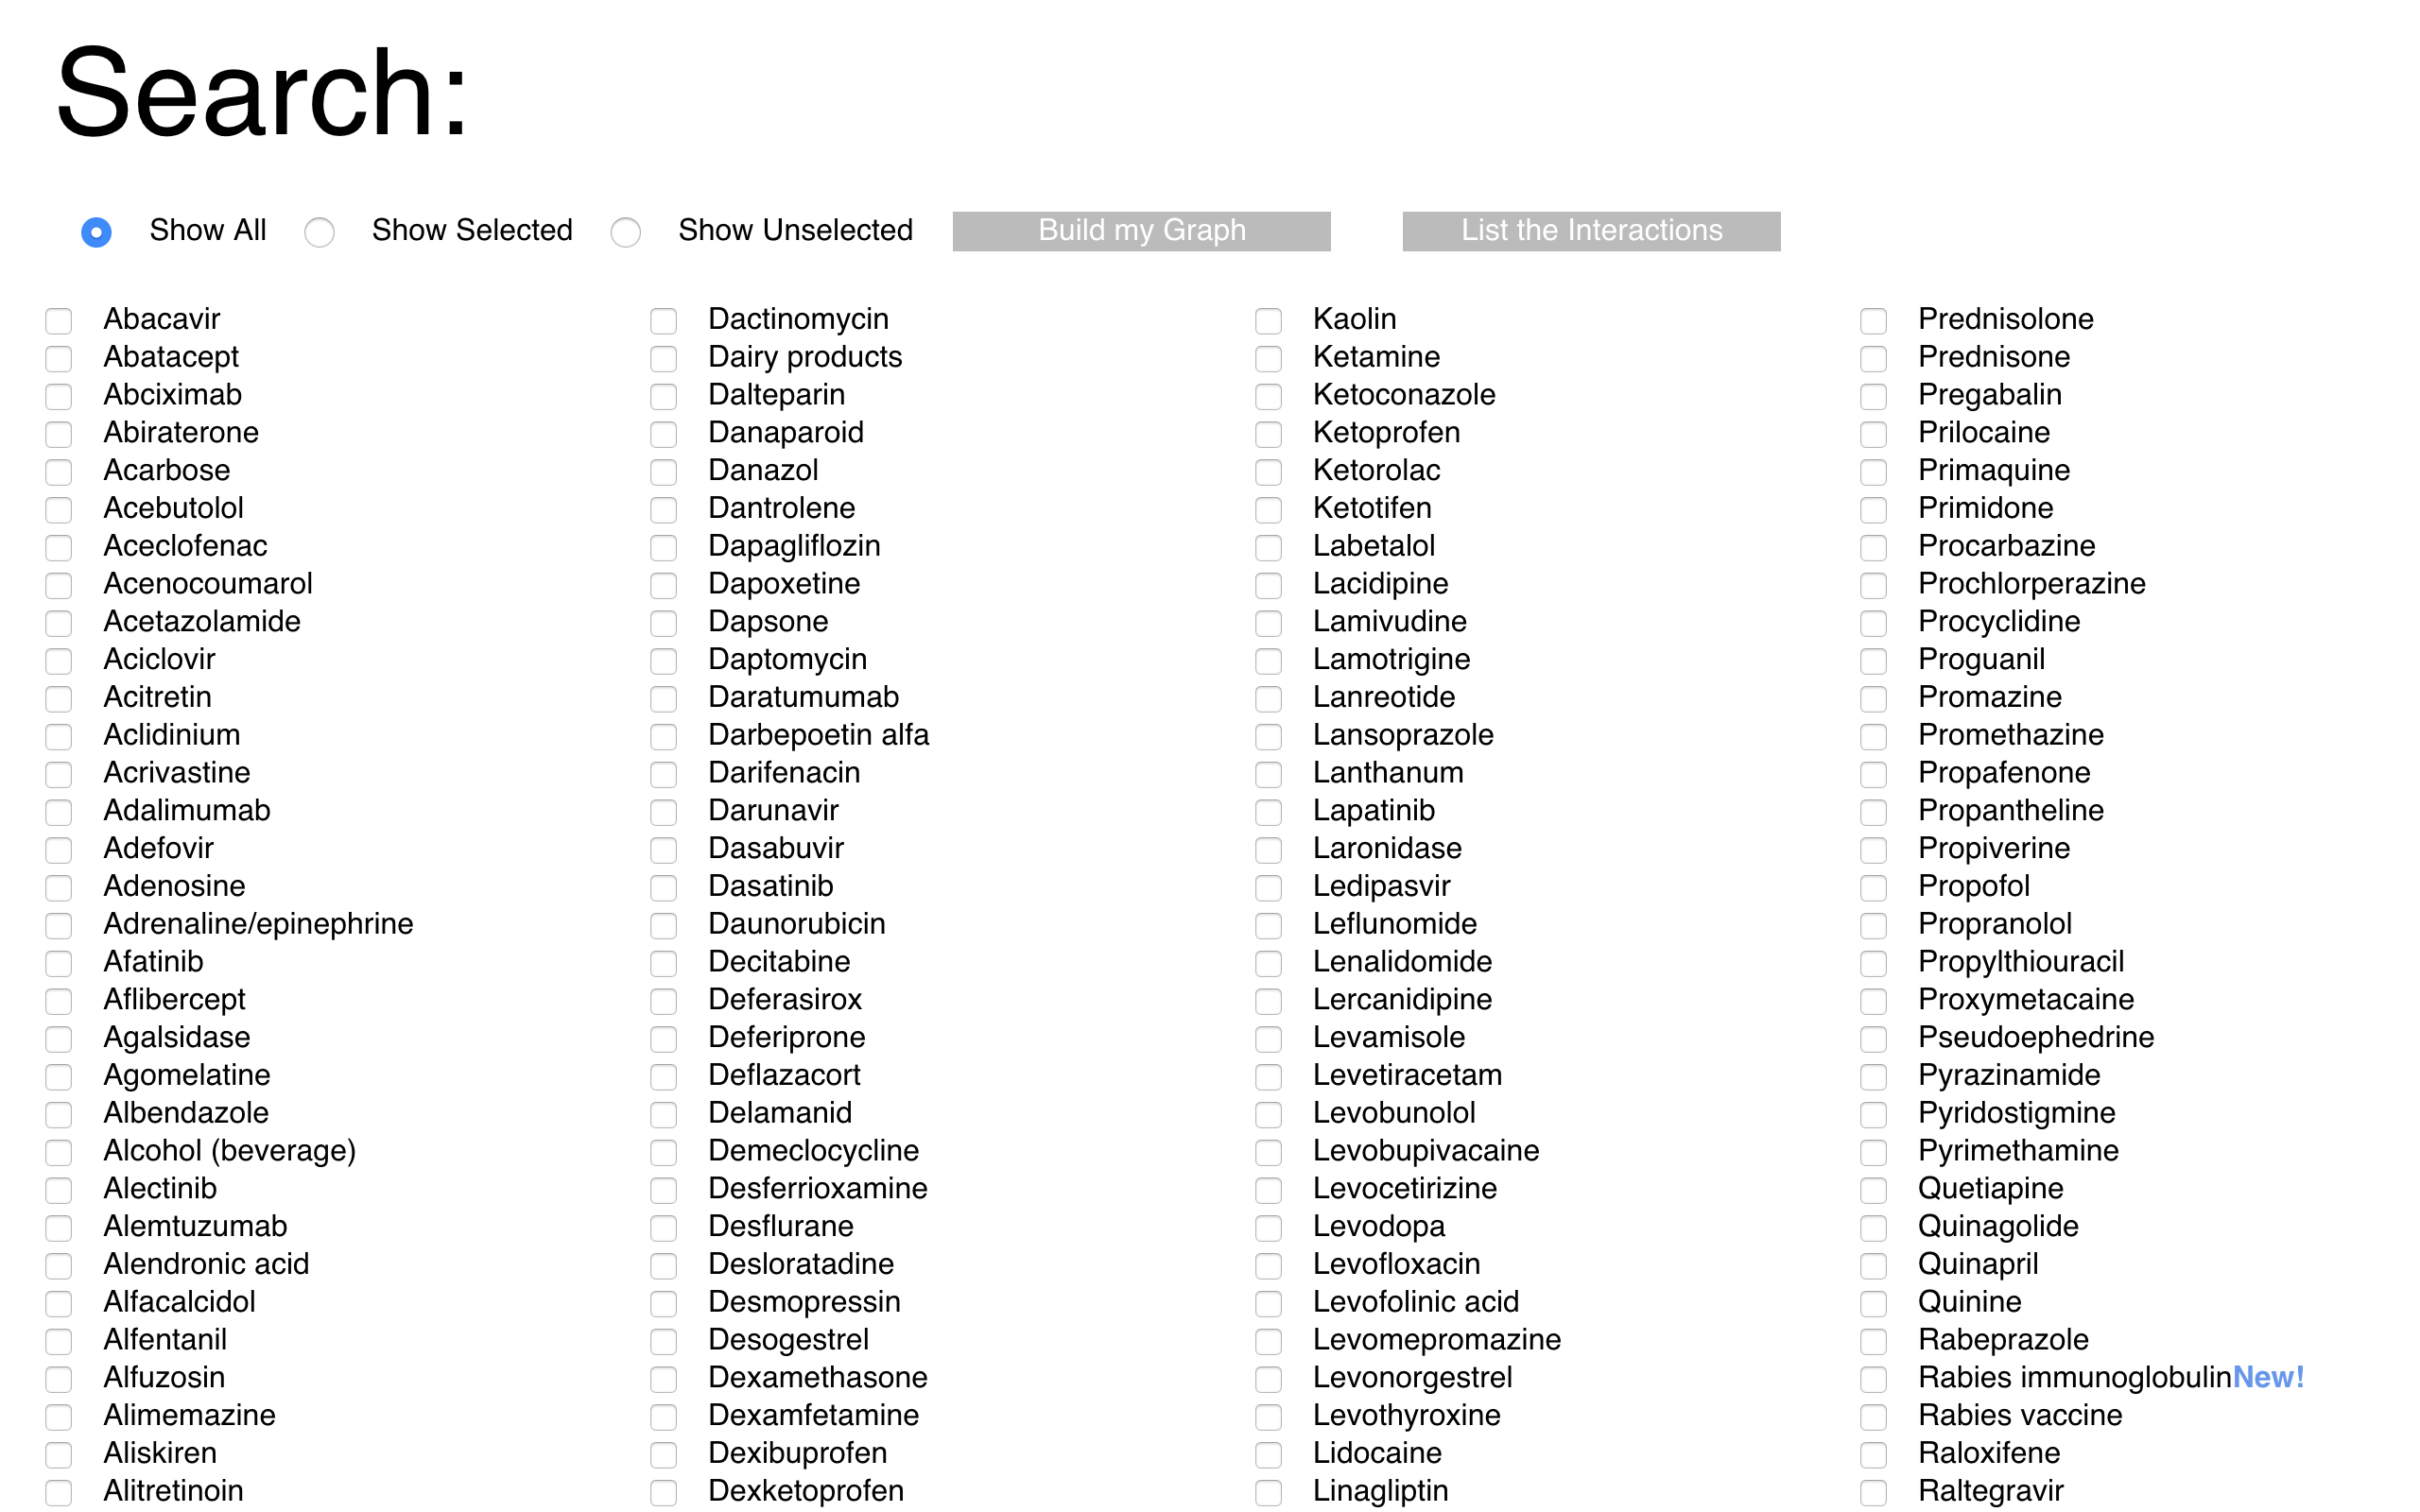 Search:
Show All Show Selected Show Unselected Build my Graph List the Interactions
Abacavir
Abatacept
Abciximab
Abiraterone
Acarbose
Acebutolol
Aceclofenac
Acenocoumarol
Acetazolamide
Aciclovir
Acitretin
Aclidinium
Acrivastine
Adalimumab
Adefovir
Adenosine
Adrenaline/epinephrine
Afatinib
Aflibercept
Agalsidase
Agomelatine
Albendazole
Alcohol (beverage)
Alectinib
Alemtuzumab
Alendronic acid
Alfacalcidol
Alfentanil
Alfuzosin
Alimemazine
Aliskiren
Alitretinoin
Dactinomycin
Dairy products
Dalteparin
Danaparoid
Danazol
Dantrolene
Dapagliflozin
Dapoxetine
Dapsone
Daptomycin
Daratumumab
Darbepoetin alfa
Darifenacin
Darunavir
Dasabuvir
Dasatinib
Daunorubicin
Decitabine
Deferasirox
Deferiprone
Deflazacort
Delamanid
Demeclocycline
Desferrioxamine
Desflurane
Desloratadine
Desmopressin
Desogestrel
Dexamethasone
Dexamfetamine
Dexibuprofen
Dexketoprofen
Kaolin
Ketamine
Ketoconazole
Ketoprofen
Ketorolac
Ketotifen
Labetalol
Lacidipine
Lamivudine
Lamotrigine
Lanreotide
Lansoprazole
Lanthanum
Lapatinib
Laronidase
Ledipasvir
Leflunomide
Lenalidomide
Lercanidipine
Levamisole
Levetiracetam
Levobunolol
Levobupivacaine
Levocetirizine
Levodopa
Levofloxacin
Levofolinic acid
Levomepromazine
Levonorgestrel
Levothyroxine
Lidocaine
Linagliptin
Prednisolone
Prednisone
Pregabalin
Prilocaine
Primaquine
Primidone
Procarbazine
Prochlorperazine
Procyclidine
Proguanil
Promazine
Promethazine
Propafenone
Propantheline
Propiverine
Propofol
Propranolol
Propylthiouracil
Proxymetacaine
Pseudoephedrine
Pyrazinamide
Pyridostigmine
Pyrimethamine
Quetiapine
Quinagolide
Quinapril
Quinine
Rabeprazole
Rabies immunoglobulinNew!
Rabies vaccine
Raloxifene
Raltegravir